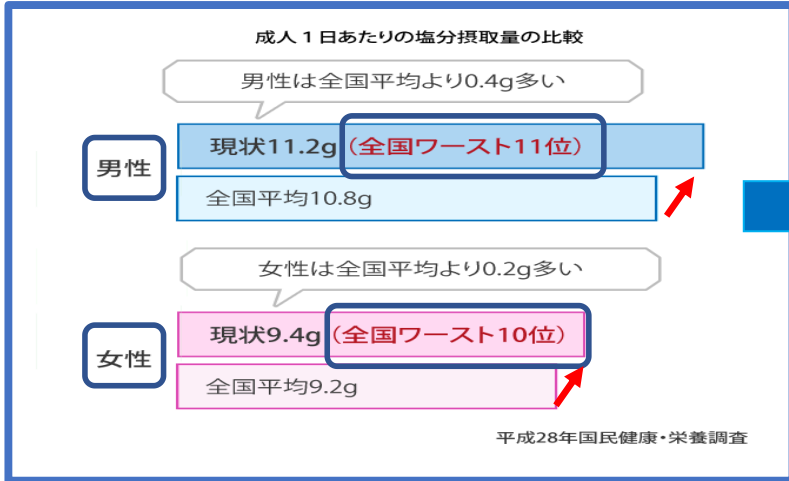 成人1日あたりの塩分摂取量の比較
男性は全国平均より0.4g多い
男性
現状11.2g(全国ワースト11位)
全国平均10.8g
女性は全国平均より0.2g多い
女性
現状9.4g(全国ワースト10位)
全国平均9.2g
平成28年国民健康・栄養調査